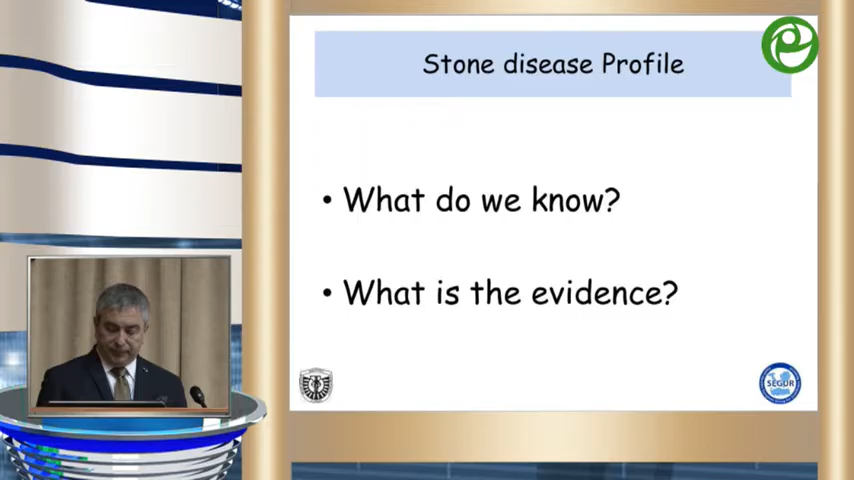 Stone disease Profile
• What do we know?
• What is the evidence?
SEGUR